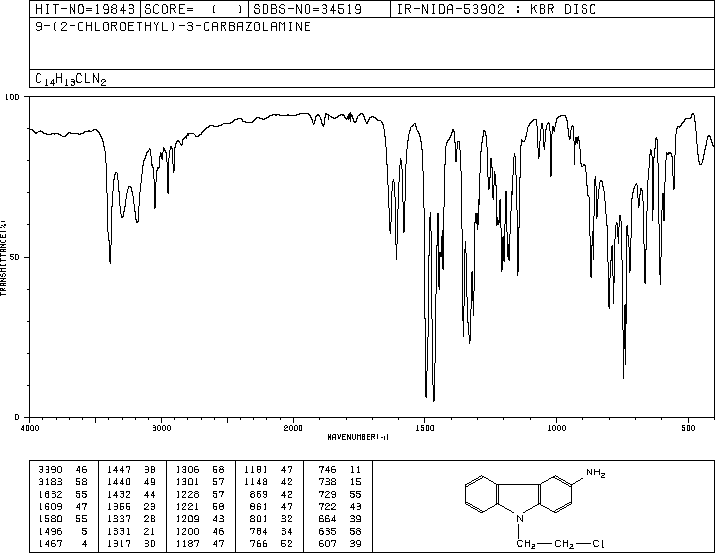 HIT-NO=19843 SCORE= ( ) SDBS-NO=34519 IR-NIDA-53902 : KBR DISC
9-(2-CHLOROETHYL)-3-CARBAZOLAMINE
C14H13CLN2
100
50
0
TRANSMITTANCE(%)
4000 3000 2000 1500 1000 500
WAVENUMBER(-1)
3390 46 1447 38 1306 68 1181 47 746 11
3183 58 1440 49 1301 57 1148 42 738 15
1632 55 1432 44 1228 57 869 42 729 55
1609 47 1355 23 1221 60 861 47 722 43
1580 55 1337 28 1209 43 801 32 664 39
1496 5 1331 21 1200 46 784 34 635 58
1467 4 1317 30 1187 47 766 52 607 39
NH2
N
CH2 CH2 Cl